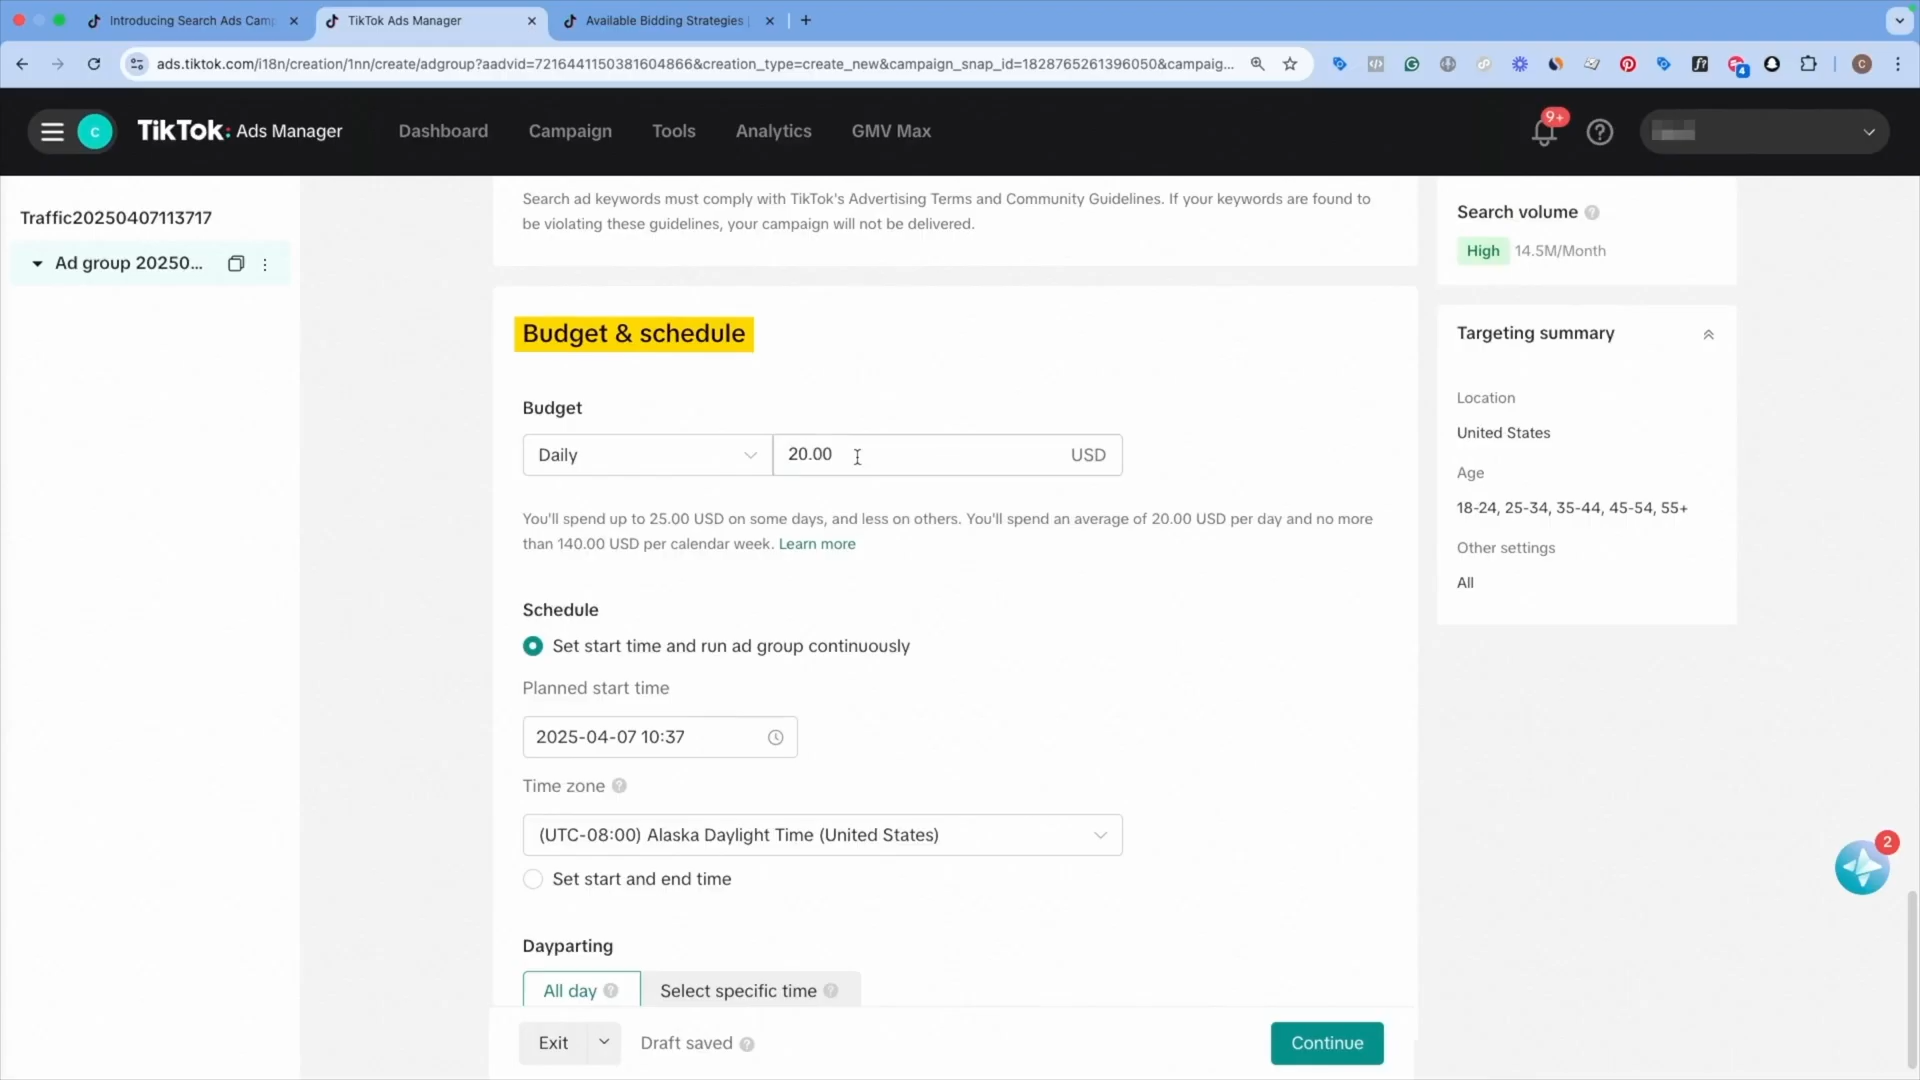 Introducing Search Ads Cam
TikTok Ads Manager
Available Bidding Strategies
ads.tiktok.com/i18n/creation/1nn/create/adgroup?aadvid=7216441150381604866&creation_type=create_new&campaign_snap_id=1828765261396050&campaig...
4
C
C
TikTok: Ads Manager
Dashboard
Campaign
Tools
Analytics
GMV Max
9+
Traffic20250407113717
Ad group 20250...
Search ad keywords must comply with TikTok's Advertising Terms and Community Guidelines. If your keywords are found to
be violating these guidelines, your campaign will not be delivered.
Budget & schedule
Budget
Daily
20.00
USD
You'll spend up to 25.00 USD on some days, and less on others. You'll spend an average of 20.00 USD per day and no more
than 140.00 USD per calendar week. Learn more
Schedule
Set start time and run ad group continuously
Planned start time
2025-04-07 10:37
Time zone
(UTC-08:00) Alaska Daylight Time (United States)
Set start and end time
Dayparting
All day
Select specific time
Exit
Draft saved
Continue
Search volume
High 14.5M/Month
Targeting summary
Location
United States
Age
18-24, 25-34, 35-44, 45-54, 55+
Other settings
All
2